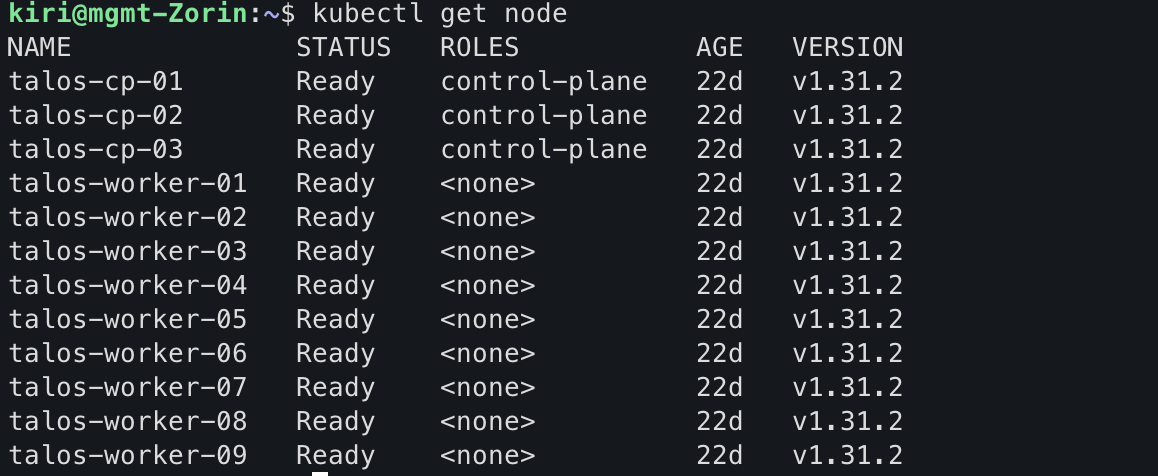 kiri@mgmt-Zorin:~$ kubectl get node
NAME              STATUS   ROLES           AGE   VERSION
talos-cp-01       Ready    control-plane   22d   v1.31.2
talos-cp-02       Ready    control-plane   22d   v1.31.2
talos-cp-03       Ready    control-plane   22d   v1.31.2
talos-worker-01   Ready    <none>          22d   v1.31.2
talos-worker-02   Ready    <none>          22d   v1.31.2
talos-worker-03   Ready    <none>          22d   v1.31.2
talos-worker-04   Ready    <none>          22d   v1.31.2
talos-worker-05   Ready    <none>          22d   v1.31.2
talos-worker-06   Ready    <none>          22d   v1.31.2
talos-worker-07   Ready    <none>          22d   v1.31.2
talos-worker-08   Ready    <none>          22d   v1.31.2
talos-worker-09   Ready    <none>          22d   v1.31.2